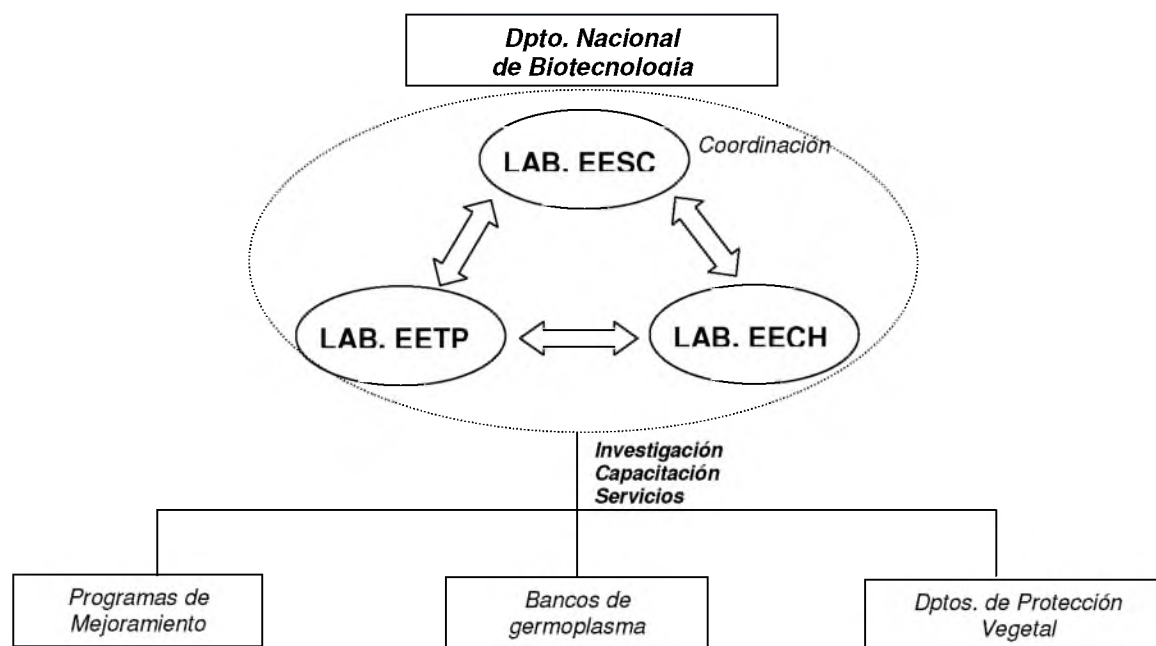 Dpto. Nacional
de Biotecnologia
LAB. EESC
Coordinación
LAB. EETP
LAB. EECH
Investigación
Capacitación
Servicios
Programas de
Mejoramiento
Bancos de
germoplasma
Dptos. de Protección
Vegetal